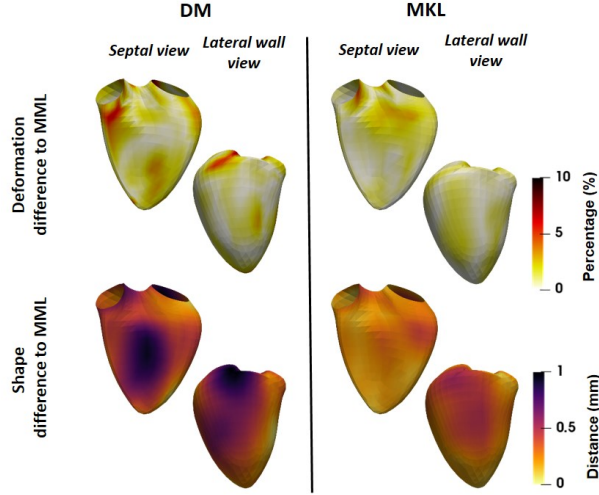 DM
MKL
Septal view
Lateral wall
view
Septal view
Lateral wall
view
Deformation
difference to MML
10
5
0
Percentage (%)
Shape
difference to MML
1
0.5
0
Distance (mm)